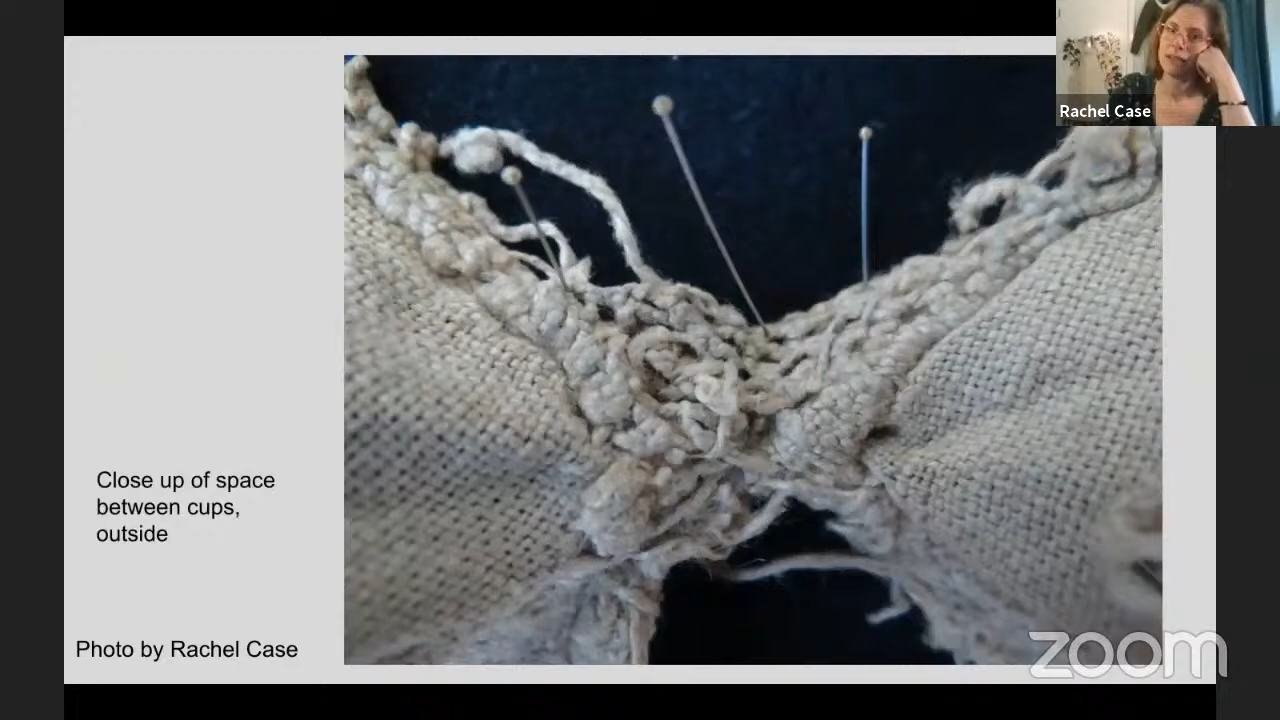 Rachel Case
Close up of space
between cups,
outside
Photo by Rachel Case
zoom